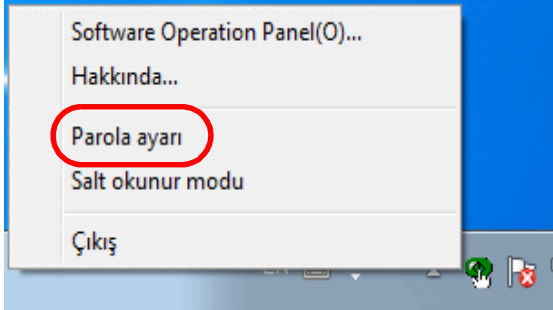 Software Operation Panel(O)...
Hakkında...
Parola ayarı
Salt okunur modu
Çıkış